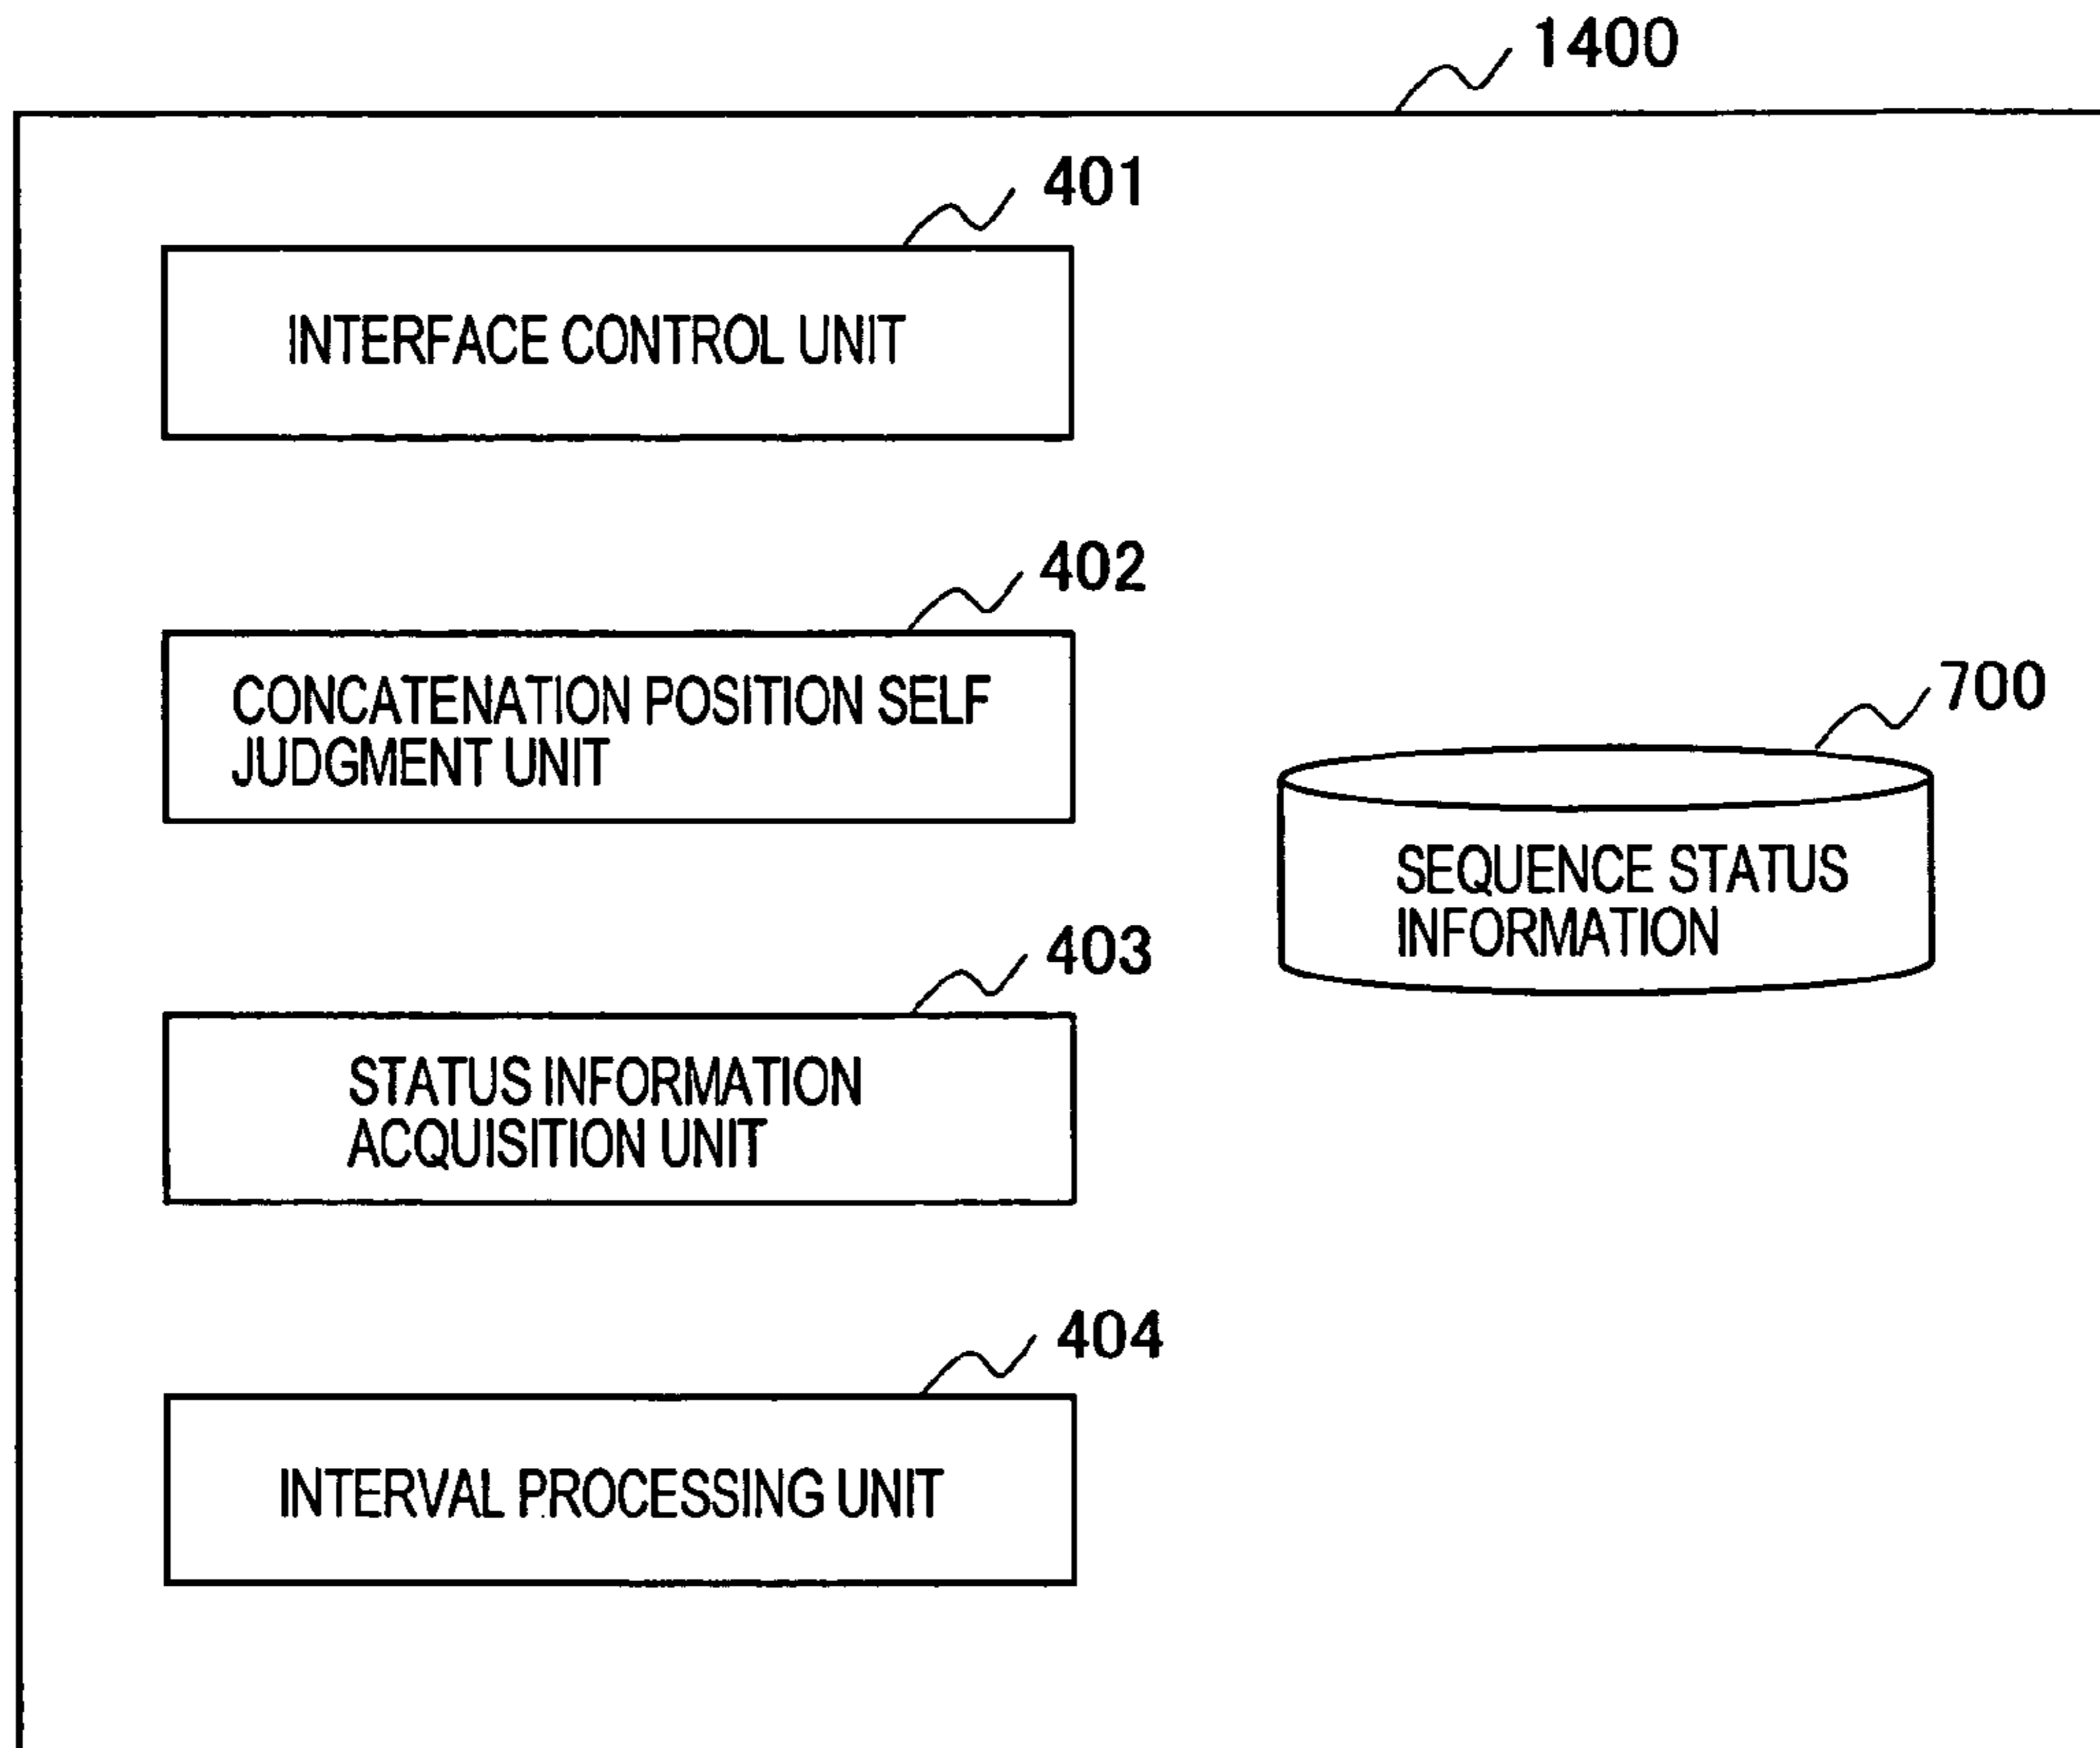 1400
401
INTERFACE CONTROL UNIT
402
CONCATENATION POSITION SELF
JUDGMENT UNIT
700
SEQUENCE STATUS
INFORMATION
403
STATUS INFORMATION
ACQUISITION UNIT
404
INTERVAL PROCESSING UNIT